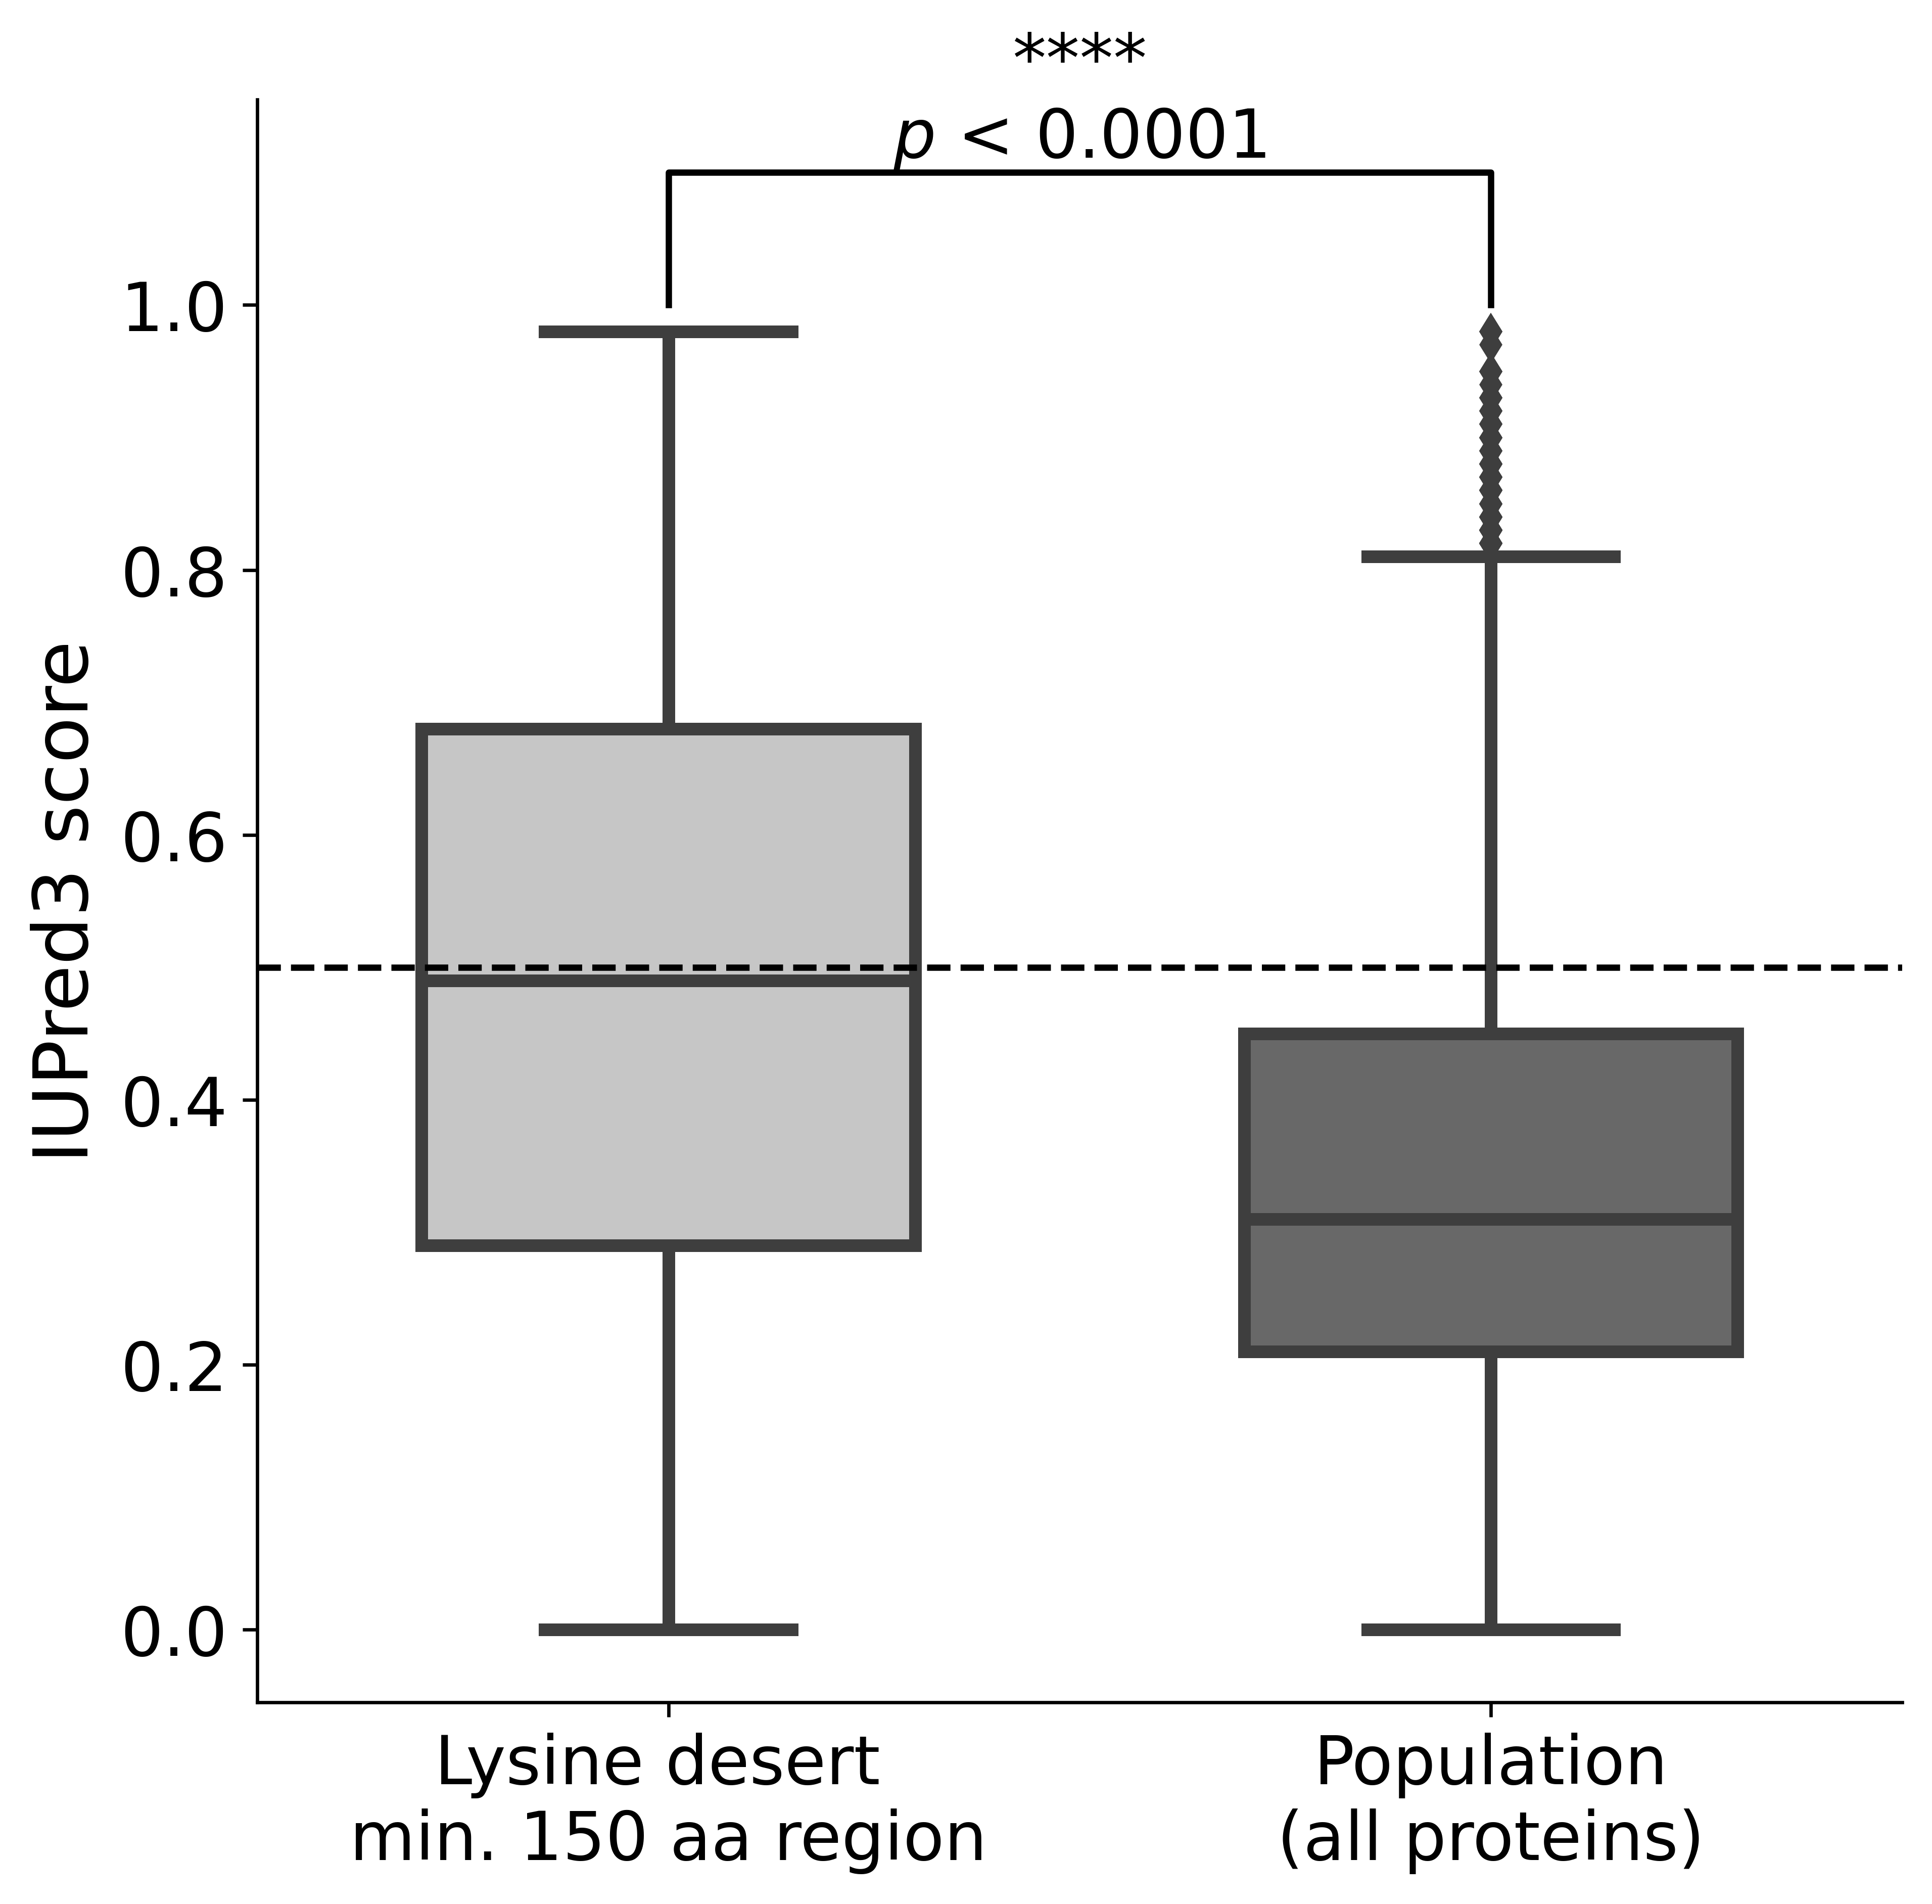 ****
p < 0.0001
IUPred3 score
1.0
0.8
0.6
0.4
0.2
0.0
Lysine desert
min. 150 aa region
Population
(all proteins)